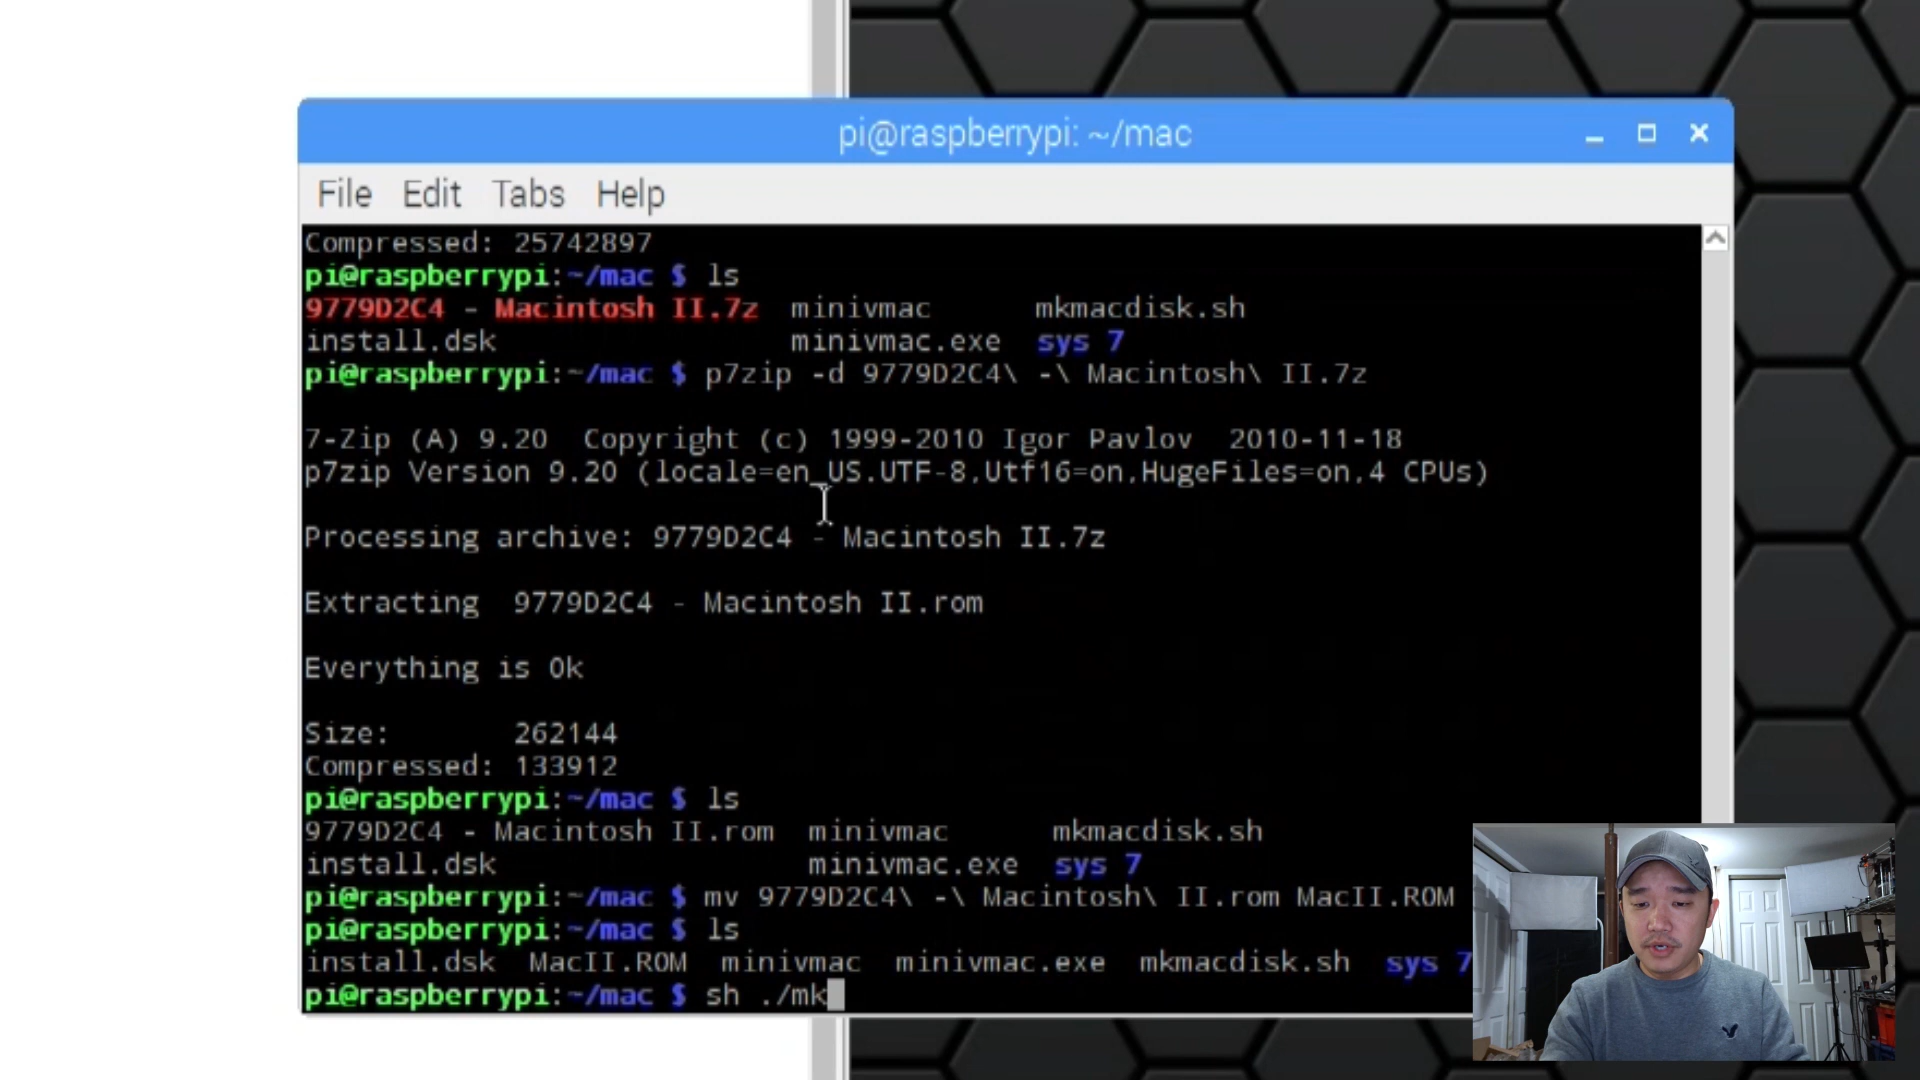 pi@raspberrypi: ~/mac
File Edit Tabs Help
Compressed: 25742897
pi@raspberrypi:~/mac $ ls
9779D2C4 - Macintosh II.7z minivmac mkmacdisk.sh
install.dsk minivmac.exe sys 7
pi@raspberrypi:~/mac $ p7zip -d 9779D2C4\ -\ Macintosh\ II.7z
7-Zip (A) 9.20 Copyright (c) 1999-2010 Igor Pavlov 2010-11-18
p7zip Version 9.20 (locale=en_US.UTF-8,Utf16=on,HugeFiles=on,4 CPUs)
Processing archive: 9779D2C4 - Macintosh II.7z
Extracting 9779D2C4 - Macintosh II.rom
Everything is Ok
Size: 262144
Compressed: 133912
pi@raspberrypi:~/mac $ ls
9779D2C4 - Macintosh II.rom minivmac mkmacdisk.sh
install.dsk minivmac.exe sys 7
pi@raspberrypi:~/mac $ mv 9779D2C4\ -\ Macintosh\ II.rom MacII.ROM
pi@raspberrypi:~/mac $ ls
install.dsk MacII.ROM minivmac minivmac.exe mkmacdisk.sh sys 7
pi@raspberrypi:~/mac $ sh ./mk